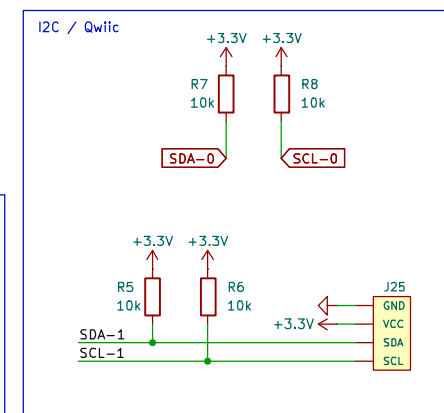 I2C / Qwiic
+3.3V +3.3V
R7 R8
10k 10k
SDA-0 SCL-0
+3.3V +3.3V
R5 R6 J25
10k 10k GND
+3.3V VCC
SDA-1 SDA
SCL-1 SCL